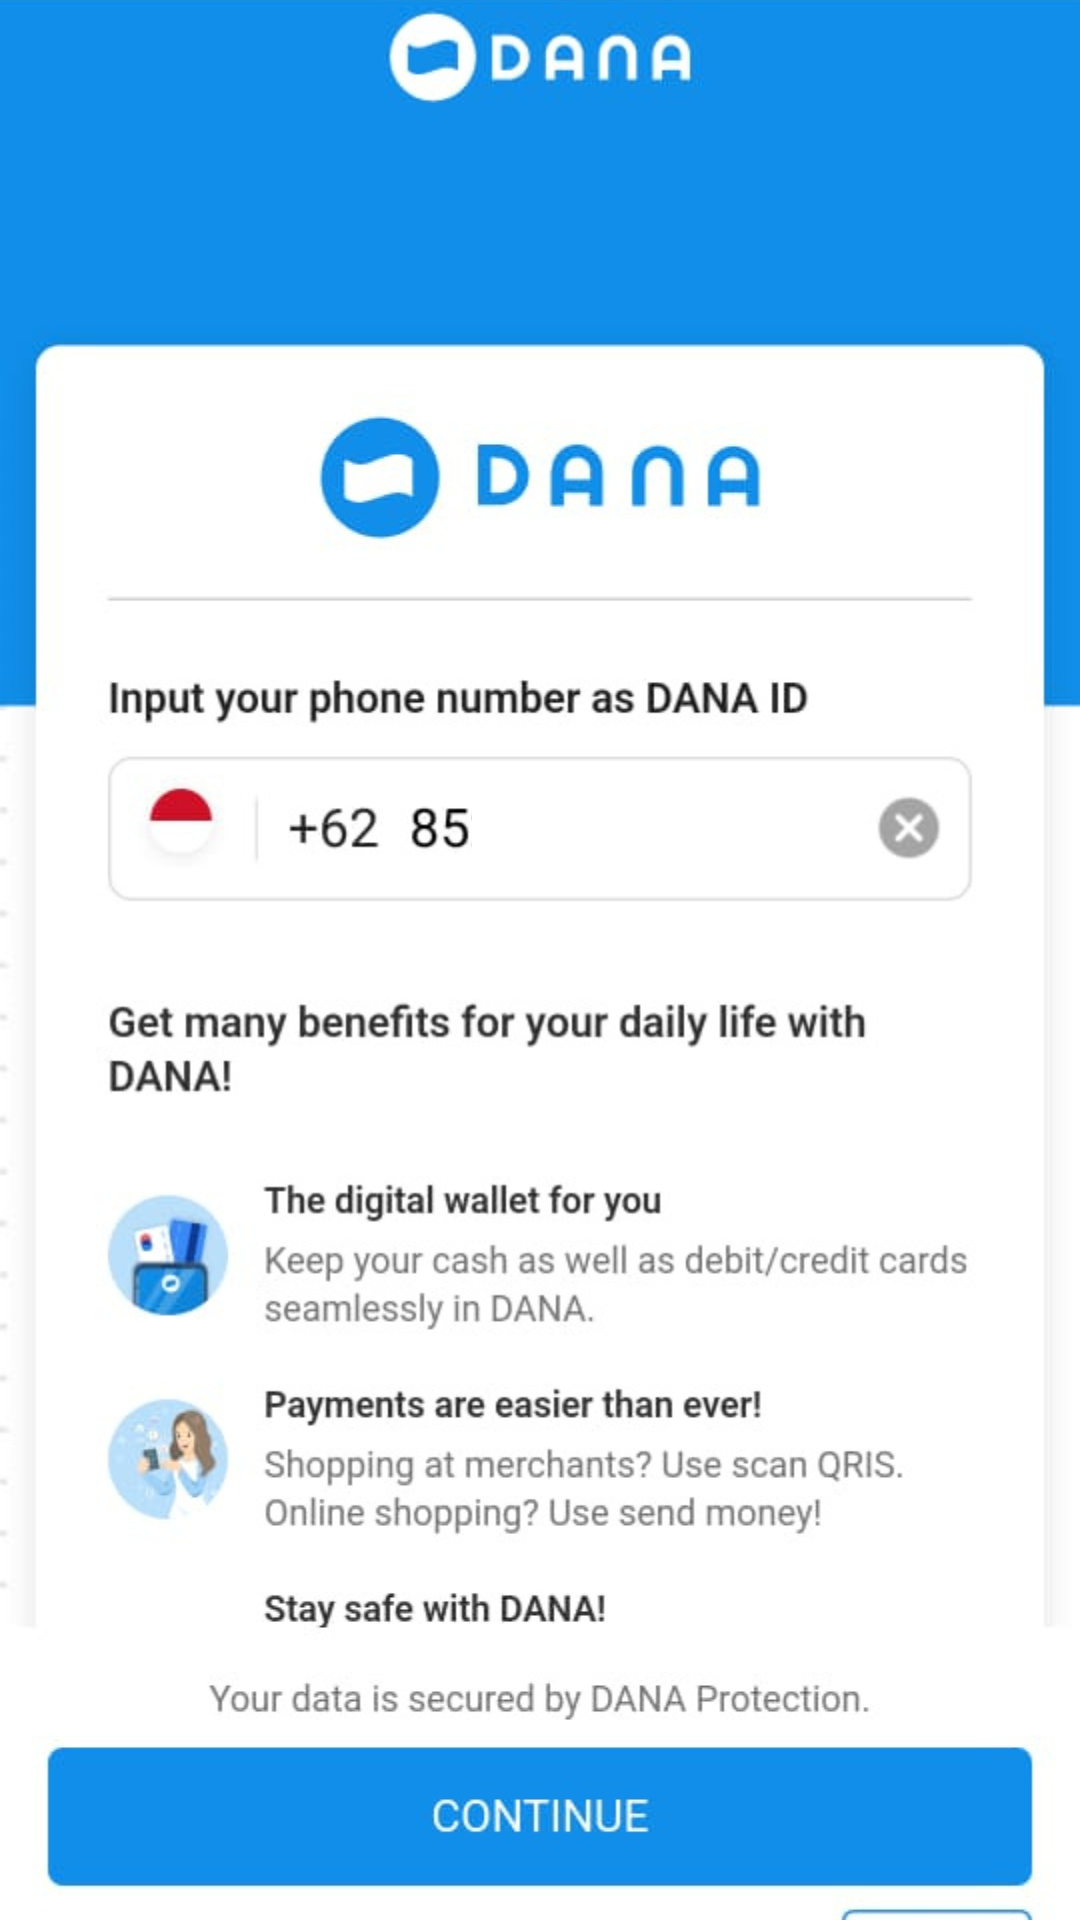 DANA
DANA
Input your phone number as DANA ID
+62 85
Get many benefits for your daily life with
DANA!
The digital wallet for you
Keep your cash as well as debit/credit cards
seamlessly in DANA.
Payments are easier than ever!
Shopping at merchants? Use scan QRIS.
Online shopping? Use send money!
Stay safe with DANA!
Your data is secured by DANA Protection.
CONTINUE